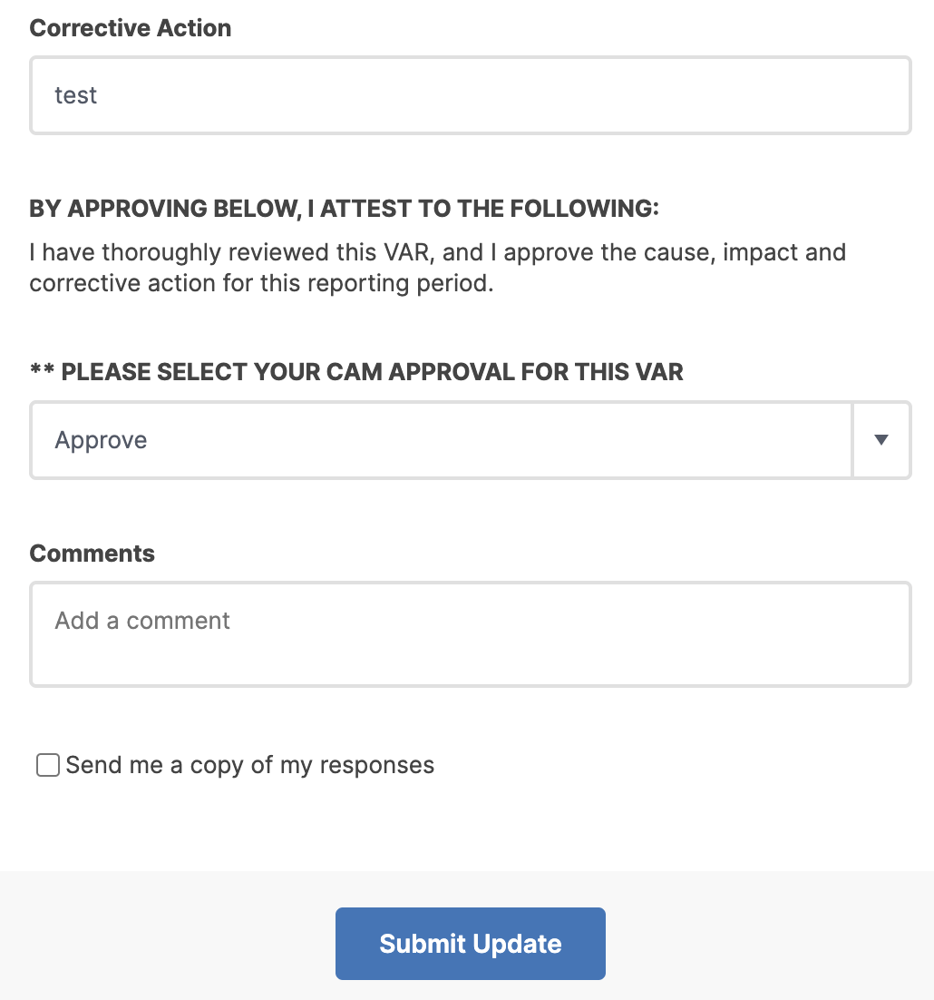 Corrective Action
test
BY APPROVING BELOW, I ATTEST TO THE FOLLOWING:
I have thoroughly reviewed this VAR, and I approve the cause, impact and
corrective action for this reporting period.
** PLEASE SELECT YOUR CAM APPROVAL FOR THIS VAR
Approve
Comments
Add a comment
Send me a copy of my responses
Submit Update